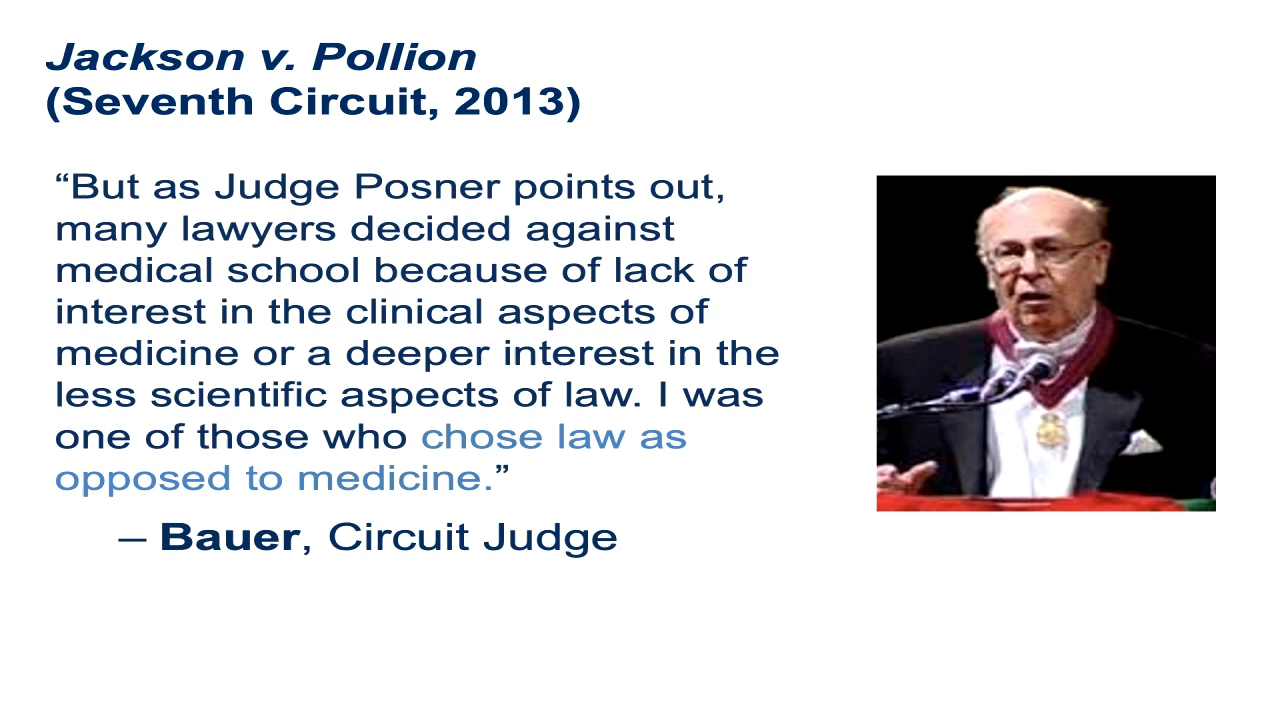 Jackson v. Pollion
(Seventh Circuit, 2013)
“But as Judge Posner points out,
many lawyers decided against
medical school because of lack of
interest in the clinical aspects of
medicine or a deeper interest in the
less scientific aspects of law. I was
one of those who chose law as
opposed to medicine.”
– Bauer, Circuit Judge